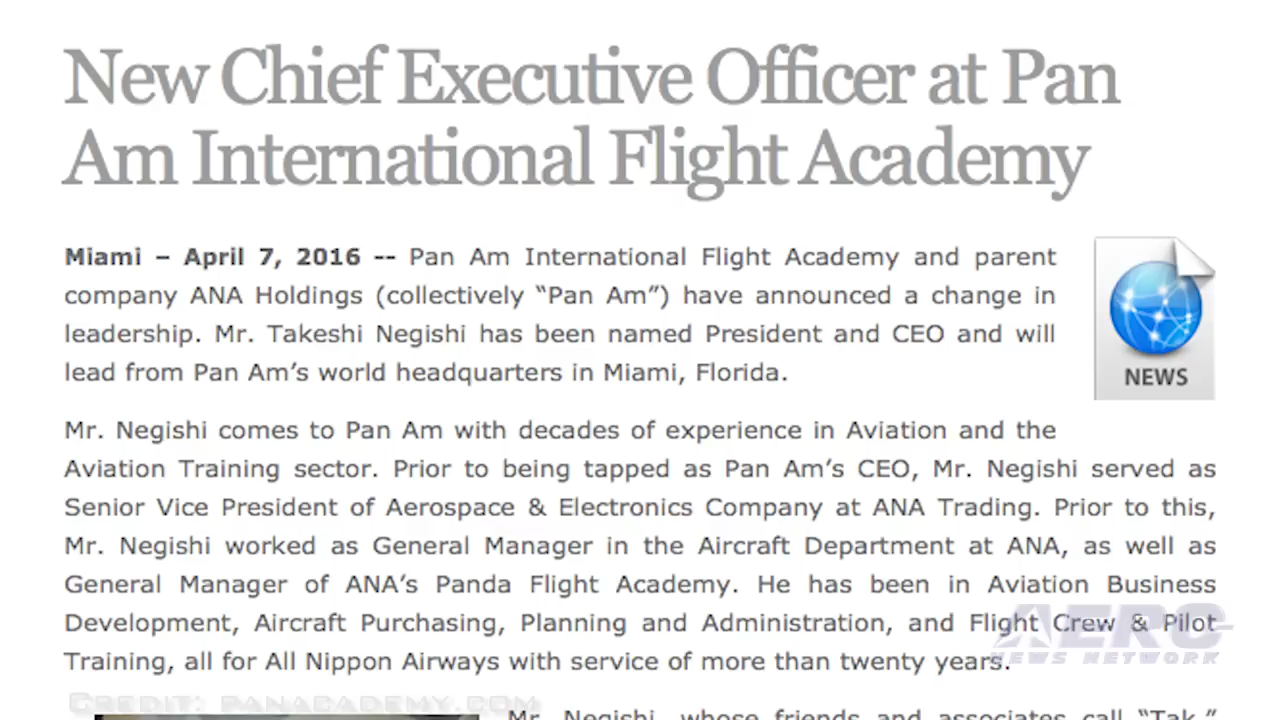 New Chief Executive Officer at Pan
Am International Flight Academy
Miami – April 7, 2016 -- Pan Am International Flight Academy and parent
company ANA Holdings (collectively “Pan Am”) have announced a change in
leadership. Mr. Takeshi Negishi has been named President and CEO and will
lead from Pan Am’s world headquarters in Miami, Florida.
NEWS
Mr. Negishi comes to Pan Am with decades of experience in Aviation and the
Aviation Training sector. Prior to being tapped as Pan Am’s CEO, Mr. Negishi served as
Senior Vice President of Aerospace & Electronics Company at ANA Trading. Prior to this,
Mr. Negishi worked as General Manager in the Aircraft Department at ANA, as well as
General Manager of ANA’s Panda Flight Academy. He has been in Aviation Business
Development, Aircraft Purchasing, Planning and Administration, and Flight Crew & Pilot
Training, all for All Nippon Airways with service of more than twenty years.
AERO
NEWS NETWORK
Credit: panacademy.com
Mr. Negishi, whose friends and associates call “Tak,”